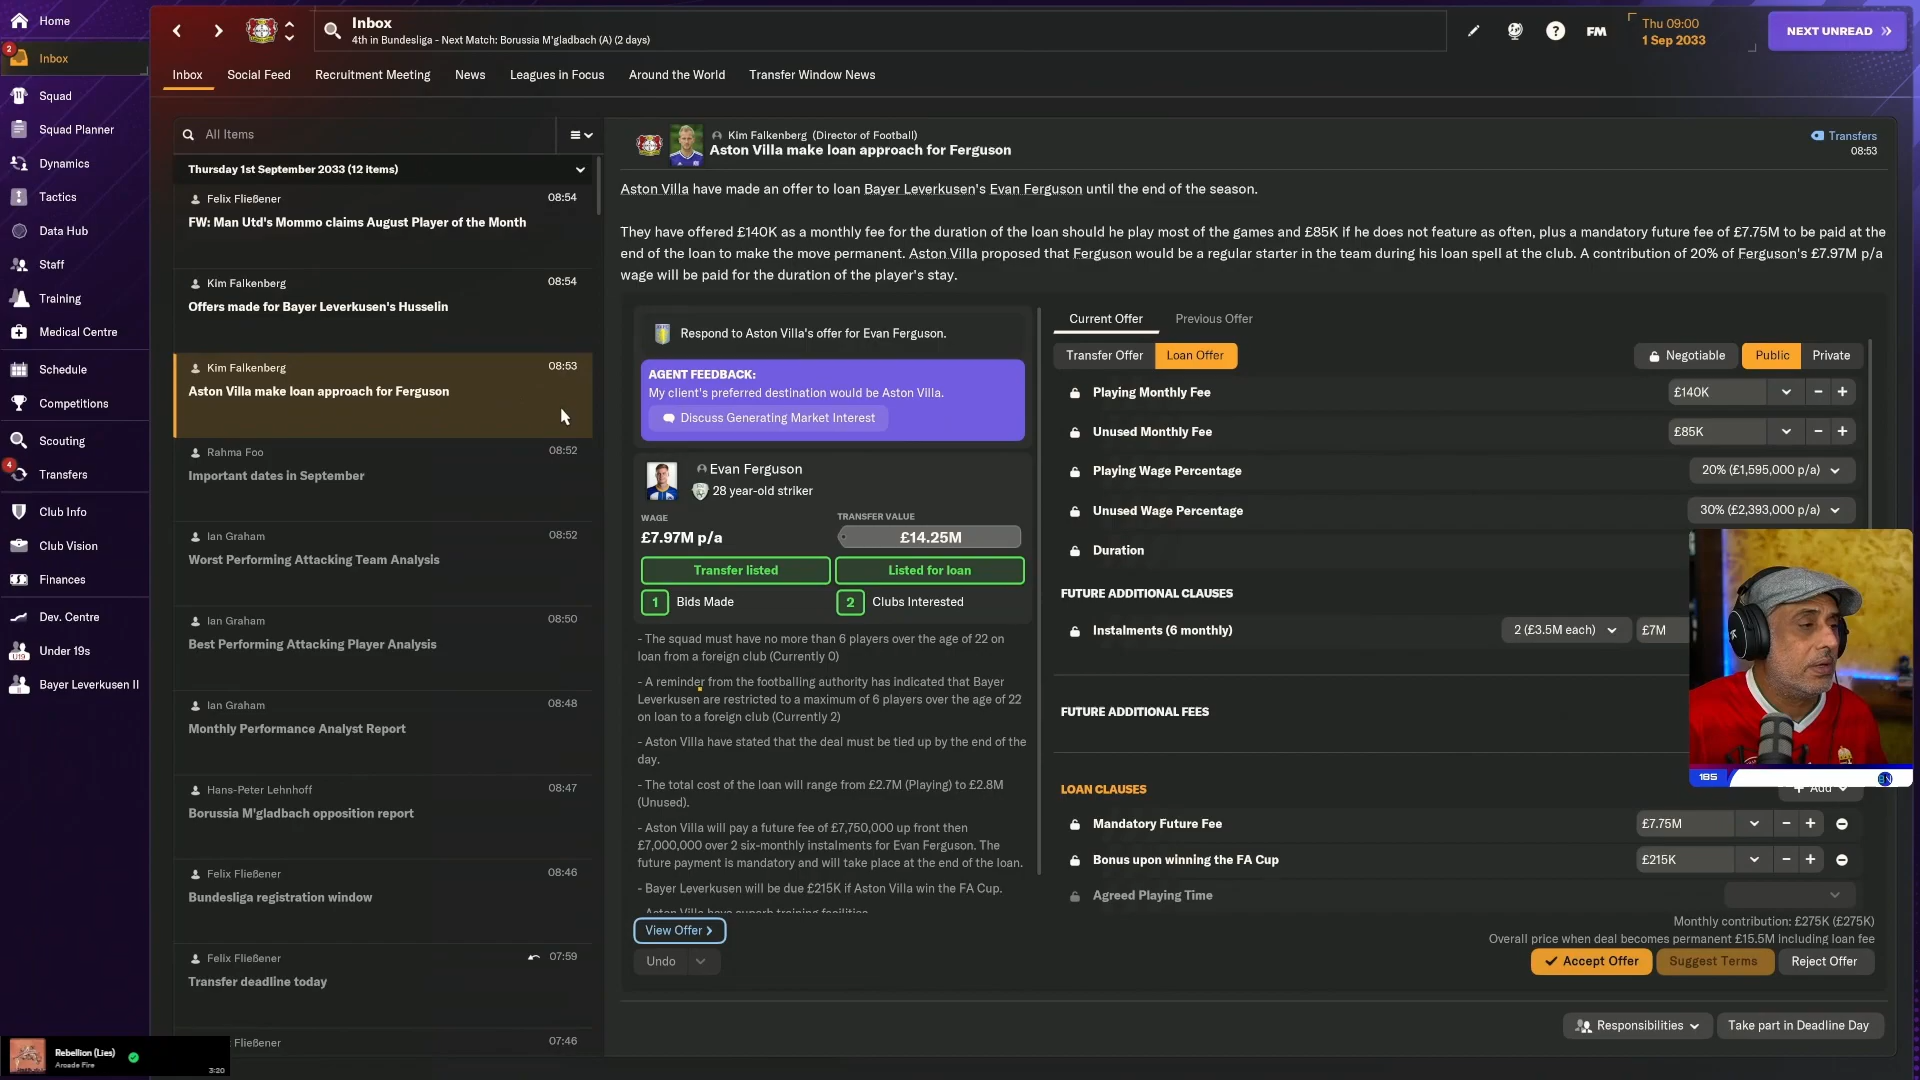 Home
2
Inbox
Squad
Squad Planner
Dynamics
Tactics
Data Hub
Staff
Training
Medical Centre
Schedule
Competitions
Scouting
4
Transfers
Club Info
Club Vision
Finances
Dev. Centre
Under 19s
Bayer Leverkusen II
Rebellion (Lies)
Arcade Fire
3:20
Inbox
4th in Bundesliga - Next Match: Borussia M'gladbach (A) (2 days)
FM
Thu 09:00
1 Sep 2033
NEXT UNREAD
Inbox
Social Feed
Recruitment Meeting
News
Leagues in Focus
Around the World
Transfer Window News
All Items
Thursday 1st September 2033 (12 Items)
Felix Fließener 08:54
FW: Man Utd's Mommo claims August Player of the Month
Kim Falkenberg 08:54
Offers made for Bayer Leverkusen's Husselin
Kim Falkenberg 08:53
Aston Villa make loan approach for Ferguson
Rahma Foo 08:52
Important dates in September
Ian Graham 08:52
Worst Performing Attacking Team Analysis
Ian Graham 08:50
Best Performing Attacking Player Analysis
Ian Graham 08:48
Monthly Performance Analyst Report
Hans-Peter Lehnhoff 08:47
Borussia M'gladbach opposition report
Felix Fließener 08:46
Bundesliga registration window
Felix Fließener 07:59
Transfer deadline today
Fließener 07:46
Kim Falkenberg (Director of Football)
Aston Villa make loan approach for Ferguson
Transfers
08:53
Aston Villa have made an offer to loan Bayer Leverkusen's Evan Ferguson until the end of the season.
They have offered £140K as a monthly fee for the duration of the loan should he play most of the games and £85K if he does not feature as often, plus a mandatory future fee of £7.75M to be paid at the
end of the loan to make the move permanent. Aston Villa proposed that Ferguson would be a regular starter in the team during his loan spell at the club. A contribution of 20% of Ferguson's £7.97M p/a
wage will be paid for the duration of the player's stay.
Respond to Aston Villa's offer for Evan Ferguson.
AGENT FEEDBACK:
My client's preferred destination would be Aston Villa.
Discuss Generating Market Interest
Evan Ferguson
28 year-old striker
WAGE
£7.97M p/a
TRANSFER VALUE
£14.25M
Transfer listed
Listed for loan
1 Bids Made
2 Clubs Interested
- The squad must have no more than 6 players over the age of 22 on
loan from a foreign club (Currently 0)
- A reminder from the footballing authority has indicated that Bayer
Leverkusen are restricted to a maximum of 6 players over the age of 22
on loan to a foreign club (Currently 2)
- Aston Villa have stated that the deal must be tied up by the end of the
day.
- The total cost of the loan will range from £2.7M (Playing) to £2.8M
(Unused).
- Aston Villa will pay a future fee of £7,750,000 up front then
£7,000,000 over 2 six-monthly instalments for Evan Ferguson. The
future payment is mandatory and will take place at the end of the loan.
- Bayer Leverkusen will be due £215K if Aston Villa win the FA Cup.
- Aston Villa have superb training facilities
View Offer
Undo
Current Offer
Previous Offer
Transfer Offer
Loan Offer
Negotiable
Public
Private
Playing Monthly Fee £140K
Unused Monthly Fee £85K
Playing Wage Percentage 20% (£1,595,000 p/a)
Unused Wage Percentage 30% (£2,393,000 p/a)
Duration
FUTURE ADDITIONAL CLAUSES
Instalments (6 monthly) 2 (£3.5M each) £7M
FUTURE ADDITIONAL FEES
185
LOAN CLAUSES
Add
Mandatory Future Fee £7.75M
Bonus upon winning the FA Cup £215K
Agreed Playing Time
Monthly contribution: £275K (£275K)
Overall price when deal becomes permanent £15.5M including loan fee
Accept Offer
Suggest Terms
Reject Offer
Responsibilities
Take part in Deadline Day